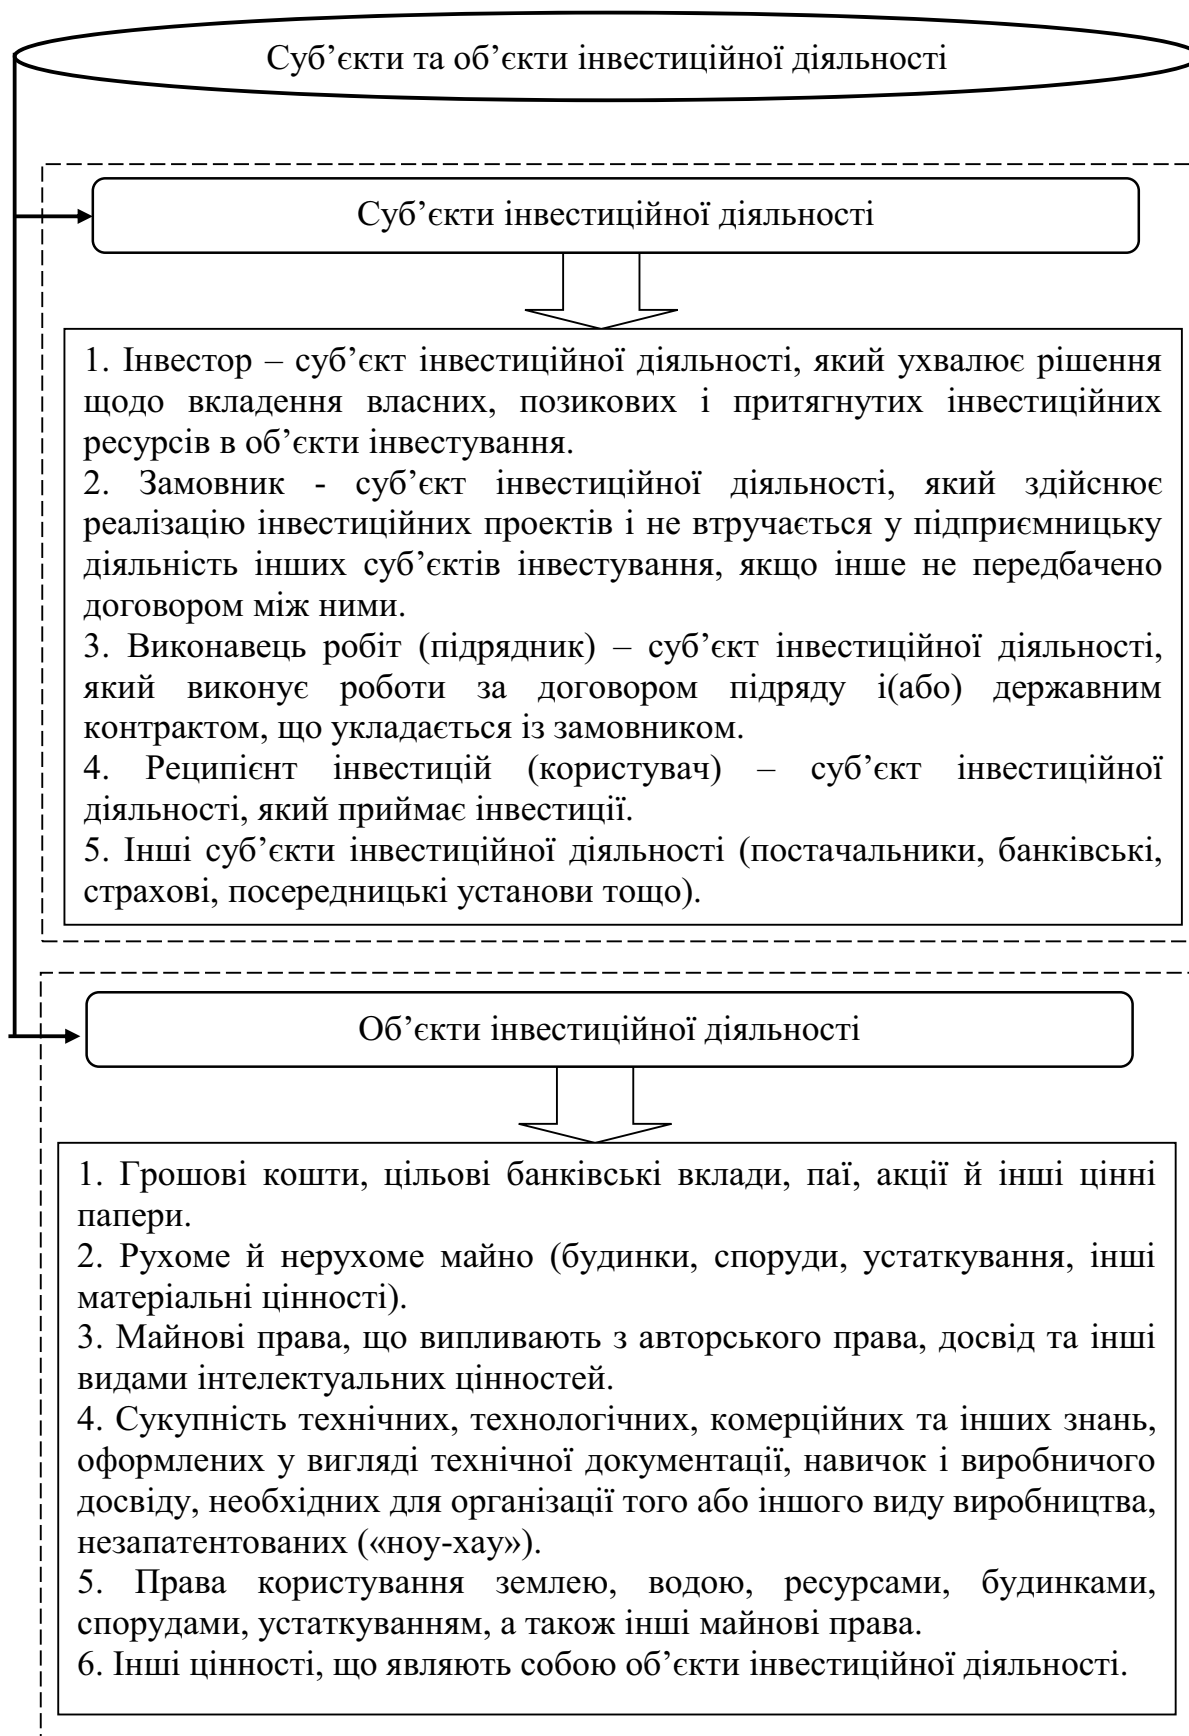 Суб’єкти та об’єкти інвестиційної діяльності
Суб’єкти інвестиційної діяльності
1. Інвестор – суб’єкт інвестиційної діяльності, який ухвалює рішення
щодо вкладення власних, позикових і притягнутих інвестиційних
ресурсів в об’єкти інвестування.
2. Замовник - суб’єкт інвестиційної діяльності, який здійснює
реалізацію інвестиційних проектів і не втручається у підприємницьку
діяльність інших суб’єктів інвестування, якщо інше не передбачено
договором між ними.
3. Виконавець робіт (підрядник) – суб’єкт інвестиційної діяльності,
який виконує роботи за договором підряду і(або) державним
контрактом, що укладається із замовником.
4. Реципієнт інвестицій (користувач) – суб’єкт інвестиційної
діяльності, який приймає інвестиції.
5. Інші суб’єкти інвестиційної діяльності (постачальники, банківські,
страхові, посередницькі установи тощо).
Об’єкти інвестиційної діяльності
1. Грошові кошти, цільові банківські вклади, паї, акції й інші цінні
папери.
2. Рухоме й нерухоме майно (будинки, споруди, устаткування, інші
матеріальні цінності).
3. Майнові права, що випливають з авторського права, досвід та інші
видами інтелектуальних цінностей.
4. Сукупність технічних, технологічних, комерційних та інших знань,
оформлених у вигляді технічної документації, навичок і виробничого
досвіду, необхідних для організації того або іншого виду виробництва,
незапатентованих («ноу-хау»).
5. Права користування землею, водою, ресурсами, будинками,
спорудами, устаткуванням, а також інші майнові права.
6. Інші цінності, що являють собою об’єкти інвестиційної діяльності.